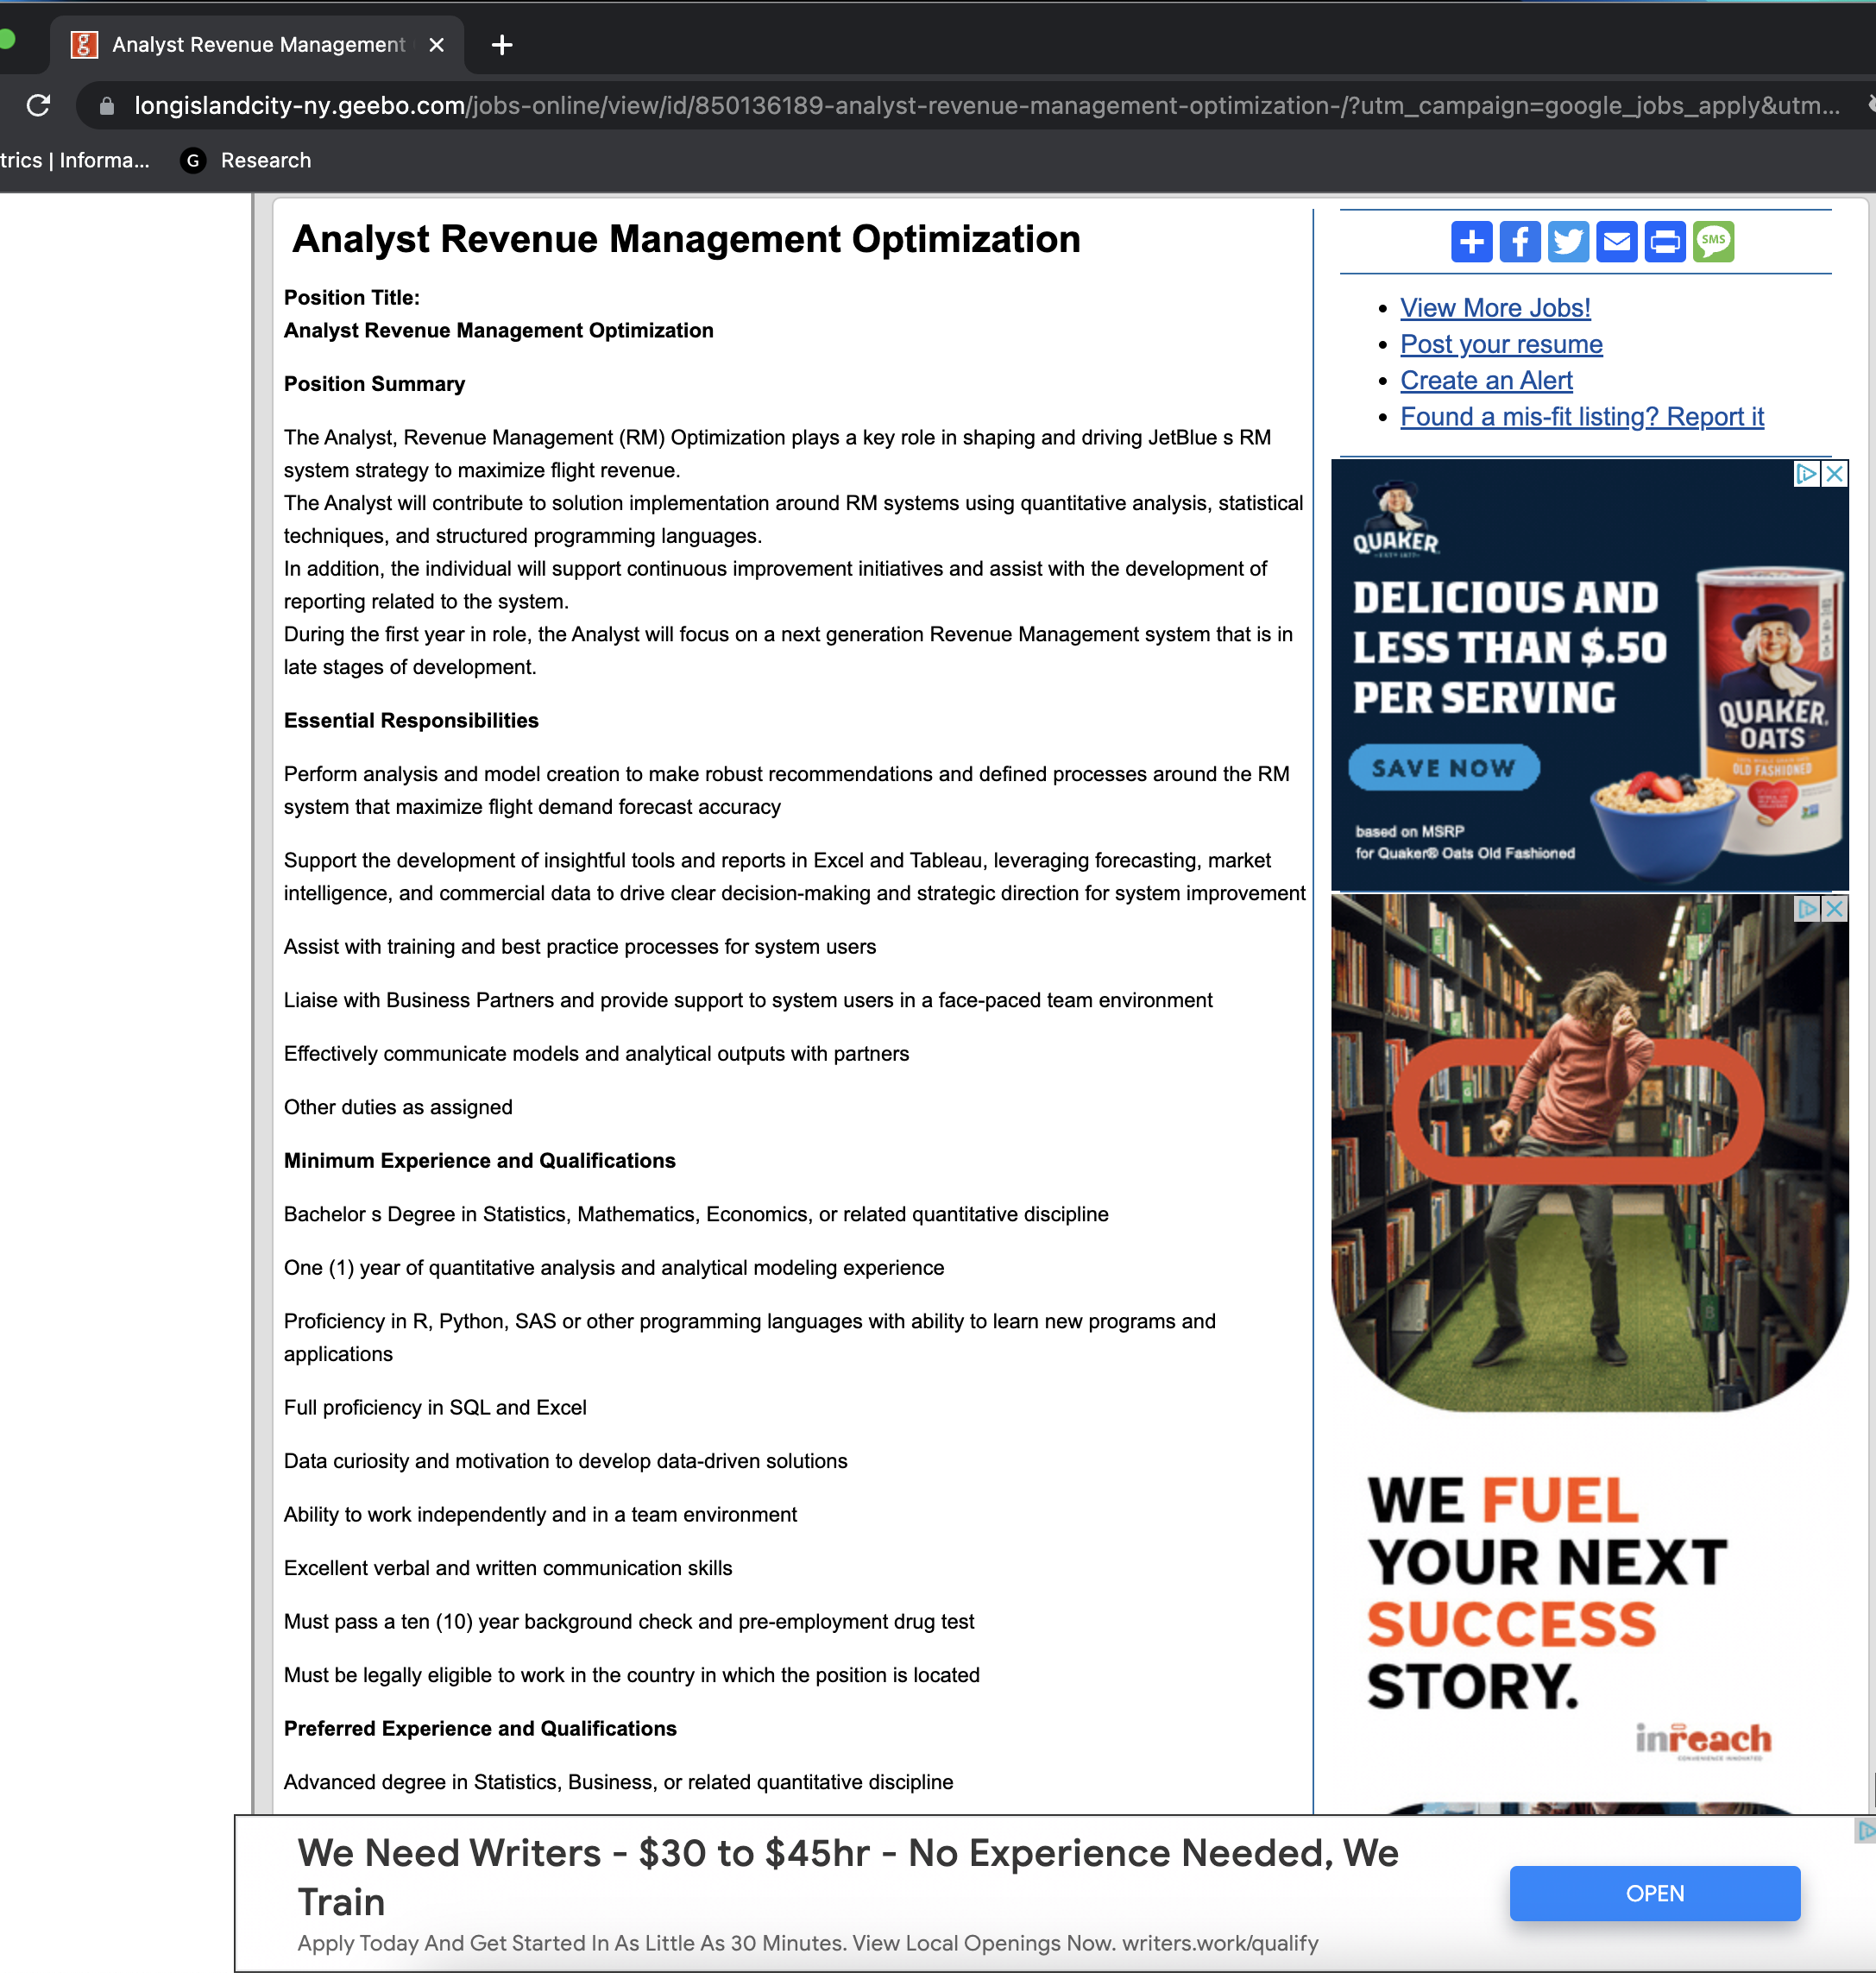 Analyst Revenue Management
longislandcity-ny.geebo.com/jobs-online/view/id/850136189-analyst-revenue-management-optimization-/?utm_campaign=google_jobs_apply&utm...
trics | Informa...
G Research
Analyst Revenue Management Optimization
Position Title:
Analyst Revenue Management Optimization
Position Summary
The Analyst, Revenue Management (RM) Optimization plays a key role in shaping and driving JetBlue s RM
system strategy to maximize flight revenue.
The Analyst will contribute to solution implementation around RM systems using quantitative analysis, statistical
techniques, and structured programming languages.
In addition, the individual will support continuous improvement initiatives and assist with the development of
reporting related to the system.
During the first year in role, the Analyst will focus on a next generation Revenue Management system that is in
late stages of development.
Essential Responsibilities
Perform analysis and model creation to make robust recommendations and defined processes around the RM
system that maximize flight demand forecast accuracy
Support the development of insightful tools and reports in Excel and Tableau, leveraging forecasting, market
intelligence, and commercial data to drive clear decision-making and strategic direction for system improvement
Assist with training and best practice processes for system users
Liaise with Business Partners and provide support to system users in a face-paced team environment
Effectively communicate models and analytical outputs with partners
Other duties as assigned
Minimum Experience and Qualifications
Bachelor s Degree in Statistics, Mathematics, Economics, or related quantitative discipline
One (1) year of quantitative analysis and analytical modeling experience
Proficiency in R, Python, SAS or other programming languages with ability to learn new programs and
applications
Full proficiency in SQL and Excel
Data curiosity and motivation to develop data-driven solutions
Ability to work independently and in a team environment
Excellent verbal and written communication skills
Must pass a ten (10) year background check and pre-employment drug test
Must be legally eligible to work in the country in which the position is located
Preferred Experience and Qualifications
Advanced degree in Statistics, Business, or related quantitative discipline
SMS
View More Jobs!
Post your resume
Create an Alert
Found a mis-fit listing? Report it
QUAKER
DELICIOUS AND
LESS THAN $.50
PER SERVING
SAVE NOW
based on MSRP
for Quaker® Oats Old Fashioned
QUAKER
OATS
OLD FASHIONED
WE FUEL
YOUR NEXT
SUCCESS
STORY.
inreach
CONVENIENCE INNOVATED
We Need Writers - $30 to $45hr - No Experience Needed, We
Train
Apply Today And Get Started In As Little As 30 Minutes. View Local Openings Now. writers.work/qualify
OPEN